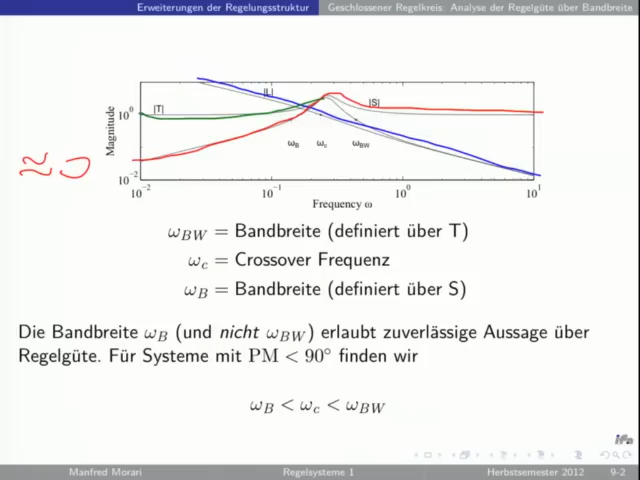 Erweiterungen der Regelungsstruktur Geschlossener Regelkreis: Analyse der Regelgüte über Bandbreite
|L|
|T| |S|
10^0
Magnitude
ω_B ω_c ω_BW
≈ 0
10^-2
10^-2 10^-1 10^0 10^1
Frequency ω
ω_BW = Bandbreite (definiert über T)
ω_c = Crossover Frequenz
ω_B = Bandbreite (definiert über S)
Die Bandbreite ω_B (und nicht ω_BW) erlaubt zuverlässige Aussage über
Regelgüte. Für Systeme mit PM < 90° finden wir
ω_B < ω_c < ω_BW
ifa
Manfred Morari Regelsysteme 1 Herbstsemester 2012 9-2